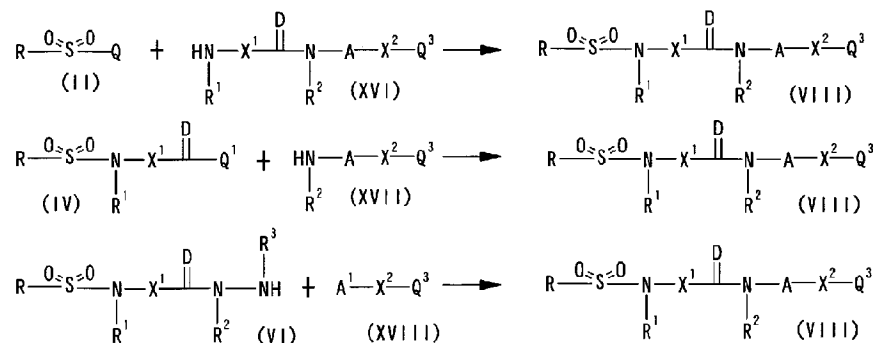 D
R—S(=O)(=O)—Q + HN—X¹—C—N—A—X²—Q³ → R—S(=O)(=O)—N—X¹—C—N—A—X²—Q³
R¹ R² R¹ R²
(II) (XVI) (VIII)
D D
R O=S=O N X¹ Q¹ + HN A X² Q³ R O=S=O N X¹ N A X² Q³
(IV) R¹ R² (XVII) R¹ R² (VIII)
R³
D D
R O=S=O N X¹ N NH + A¹ X² Q³ R O=S=O N X¹ N A X² Q³
R¹ R² (VI) (XVIII) R¹ R² (VIII)